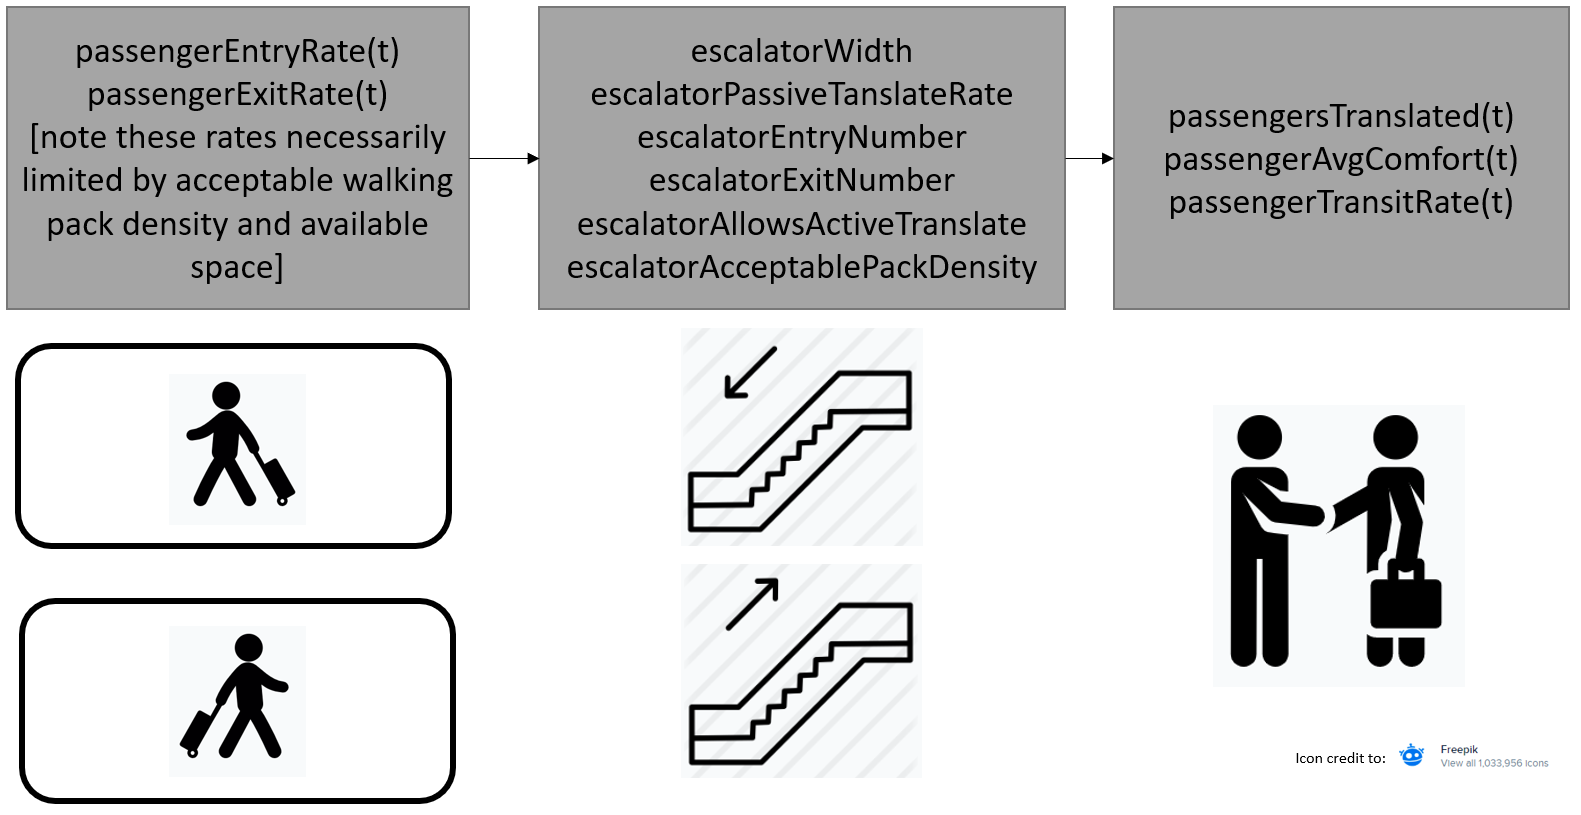 passengerEntryRate(t)
passengerExitRate(t)
[note these rates necessarily
limited by acceptable walking
pack density and available
space]
escalatorWidth
escalatorPassiveTanslateRate
escalatorEntryNumber
escalatorExitNumber
escalatorAllowsActiveTranslate
escalatorAcceptablePackDensity
passengersTranslated(t)
passengerAvgComfort(t)
passengerTransitRate(t)
Icon credit to:
Freepik
View all 1,033,956 icons